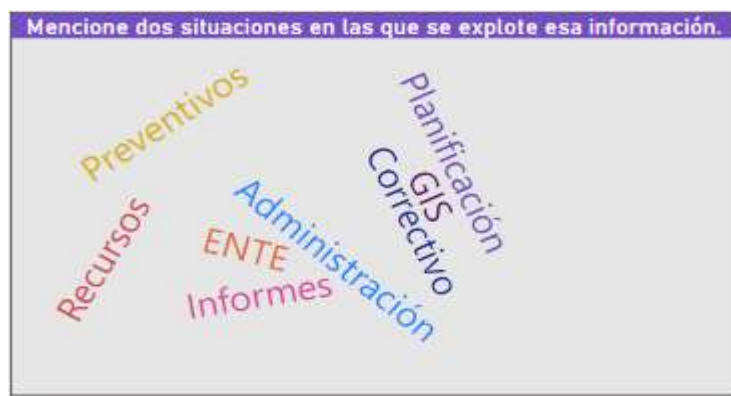 Mencione dos situaciones en las que se explote esa información.
Preventivos
Planificación
GIS
Correctivo
Administración
Recursos
ENTE
Informes